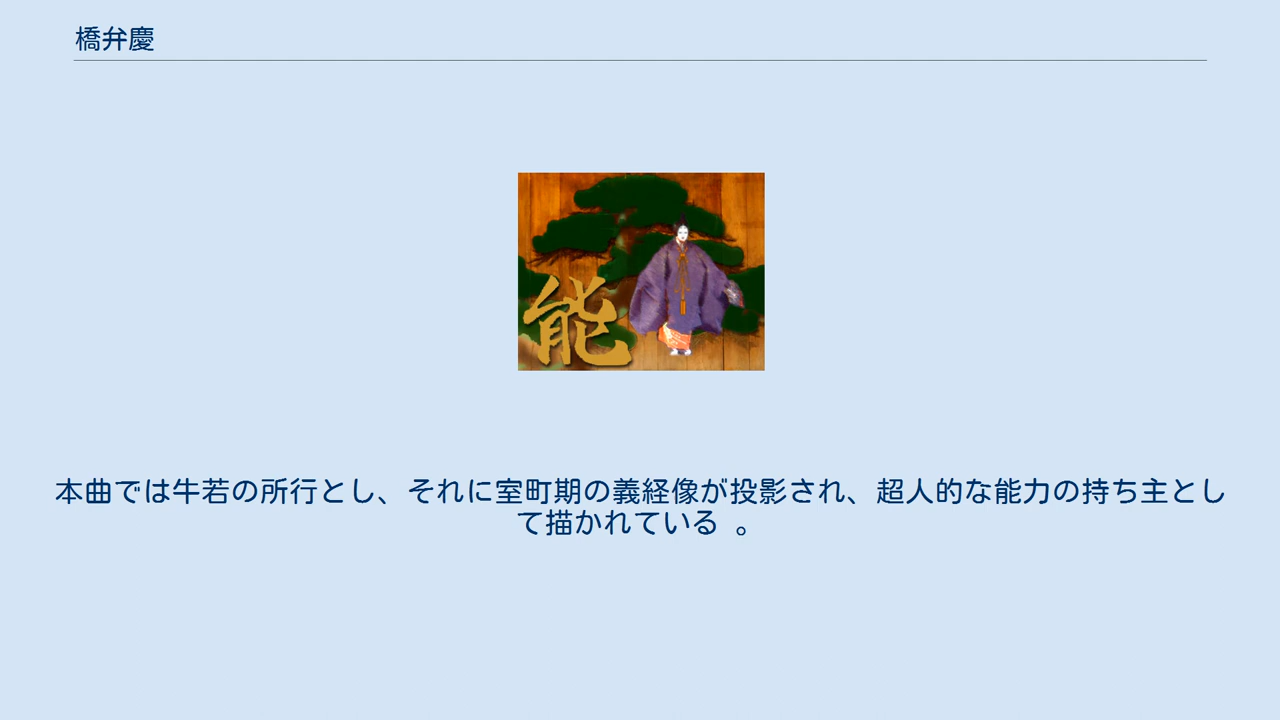 橋弁慶
能
本曲では牛若の所行とし、それに室町期の義経像が投影され、超人的な能力の持ち主とし
て描かれている 。